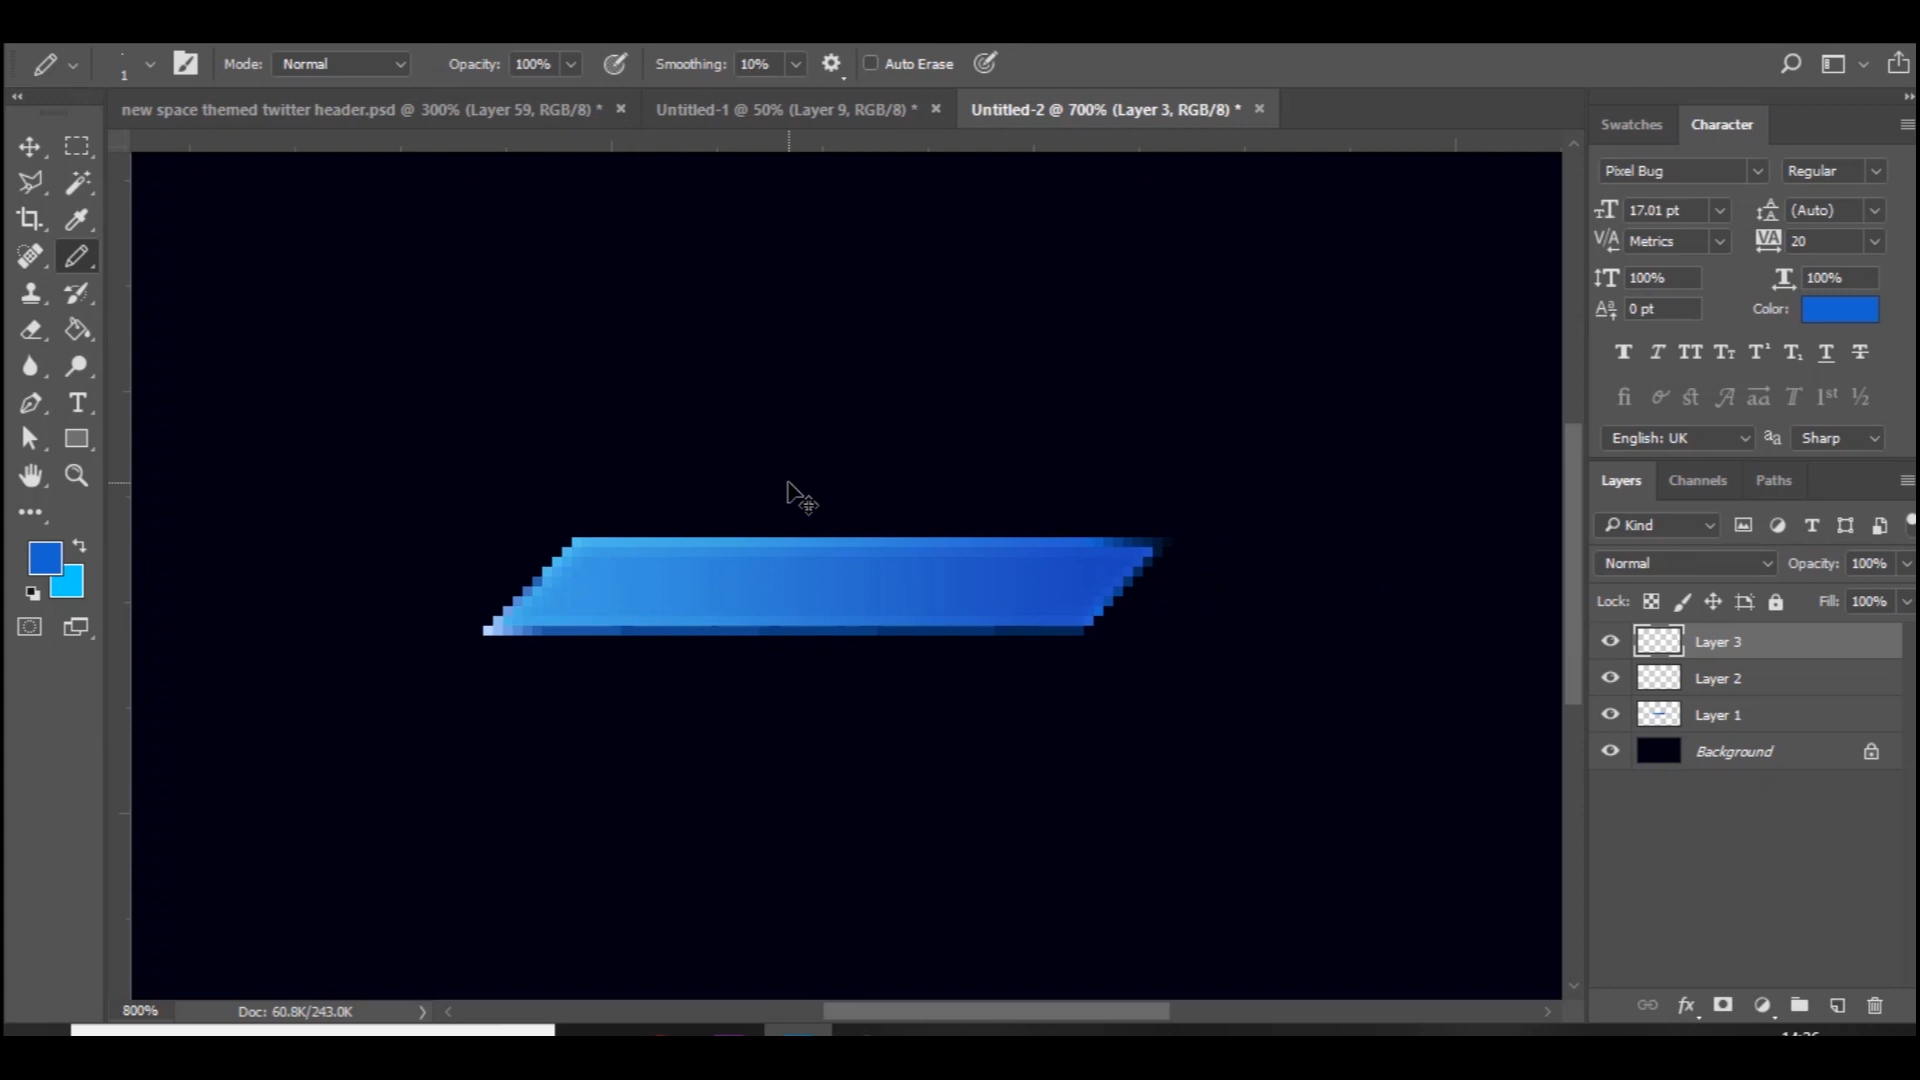 1 Mode: Normal Opacity: 100% Smoothing: 10% Auto Erase
new space themed twitter header.psd @ 300% (Layer 59, RGB/8) * Untitled-1 @ 50% (Layer 9, RGB/8) * Untitled-2 @ 700% (Layer 3, RGB/8) *
Swatches Character
Pixel Bug Regular
17.01 pt (Auto)
Metrics 20
100% 100%
0 pt Color:
English: UK Sharp
Layers Channels Paths
Kind
Normal Opacity: 100%
Lock: Fill: 100%
Layer 3
Layer 2
Layer 1
Background
800% Doc: 60.8K/243.0K